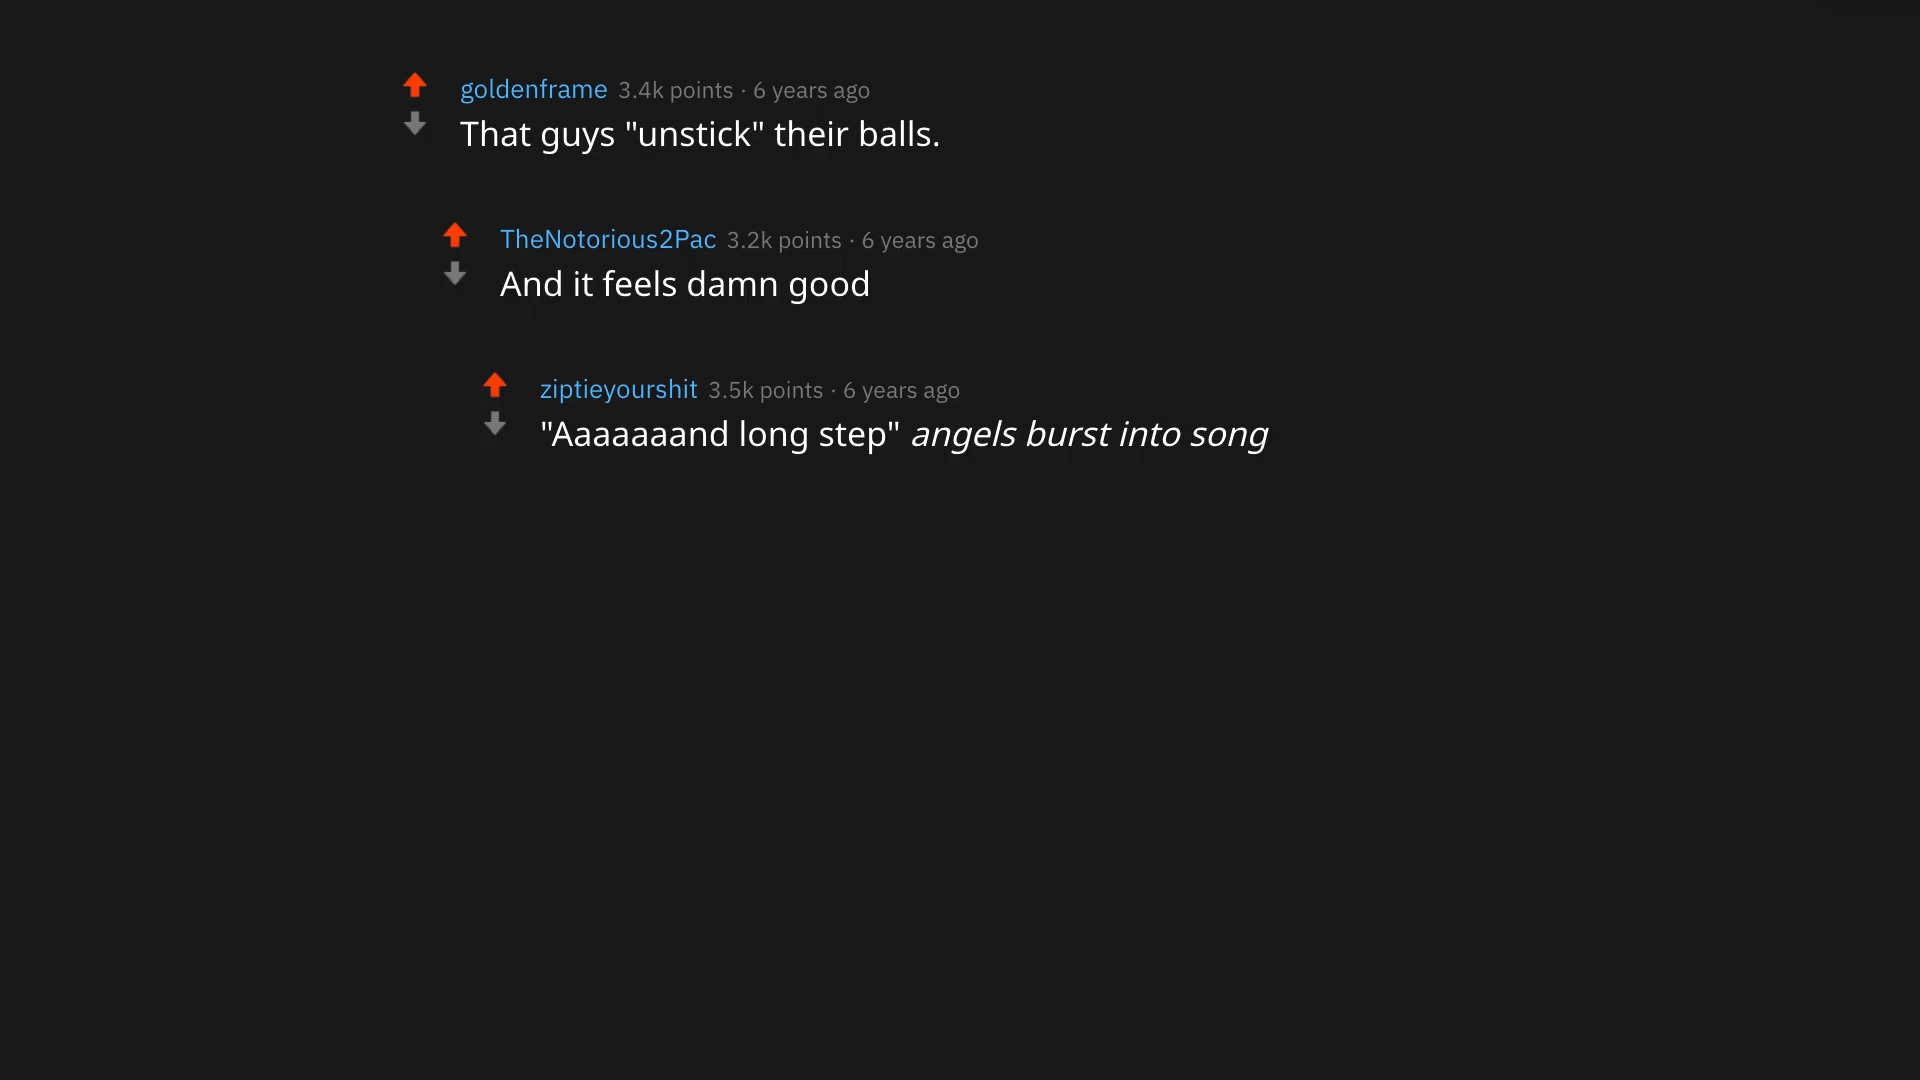 goldenframe 3.4k points · 6 years ago
That guys "unstick" their balls.
TheNotorious2Pac 3.2k points · 6 years ago
And it feels damn good
ziptieyourshit 3.5k points · 6 years ago
"Aaaaaaand long step" angels burst into song